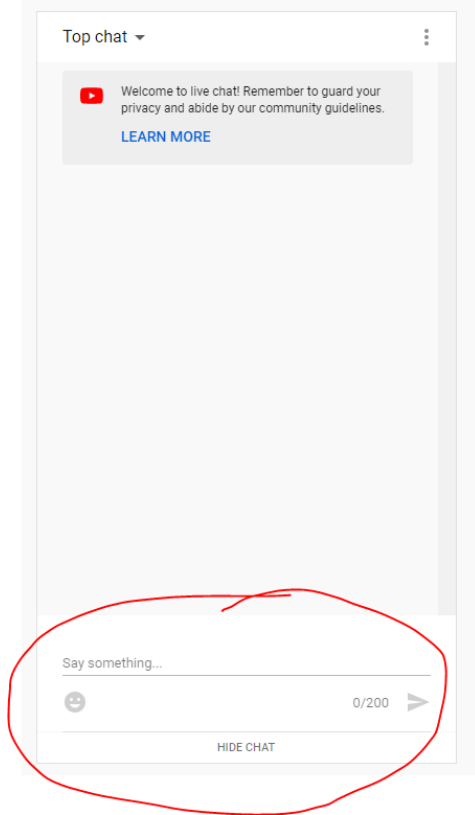 Top chat
Welcome to live chat! Remember to guard your
privacy and abide by our community guidelines.
LEARN MORE
Say something...
0/200
HIDE CHAT